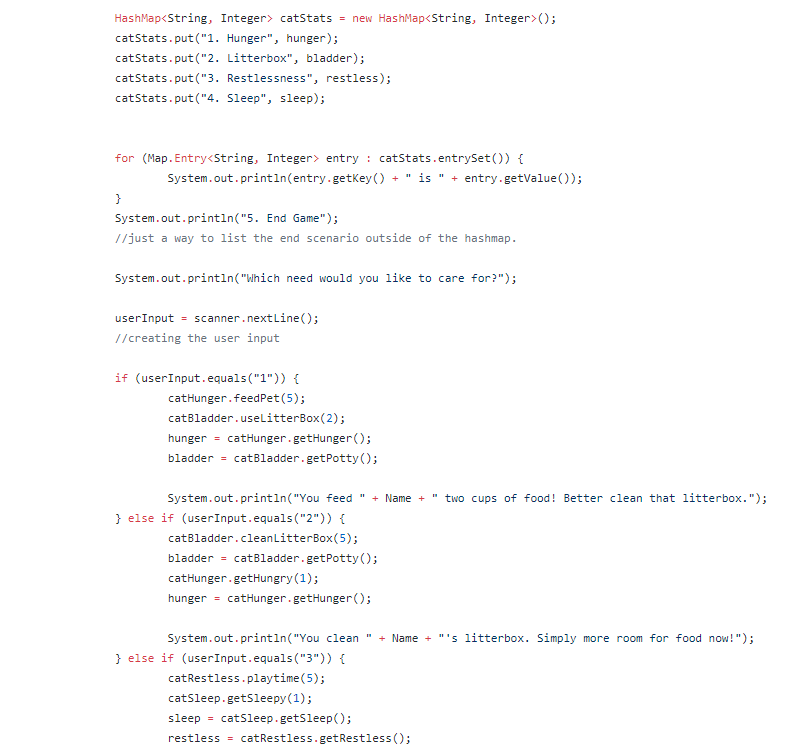 HashMap<String, Integer> catStats = new HashMap<String, Integer>();
catStats.put("1. Hunger", hunger);
catStats.put("2. Litterbox", bladder);
catStats.put("3. Restlessness", restless);
catStats.put("4. Sleep", sleep);
for (Map.Entry<String, Integer> entry : catStats.entrySet()) {
System.out.println(entry.getKey() + " is " + entry.getValue());
}
System.out.println("5. End Game");
//just a way to list the end scenario outside of the hashmap.
System.out.println("Which need would you like to care for?");
userInput = scanner.nextLine();
//creating the user input
if (userInput.equals("1")) {
catHunger.feedPet(5);
catBladder.useLitterBox(2);
hunger = catHunger.getHunger();
bladder = catBladder.getPotty();
System.out.println("You feed " + Name + " two cups of food! Better clean that litterbox.");
} else if (userInput.equals("2")) {
catBladder.cleanLitterBox(5);
bladder = catBladder.getPotty();
catHunger.getHungry(1);
hunger = catHunger.getHunger();
System.out.println("You clean " + Name + "'s litterbox. Simply more room for food now!");
} else if (userInput.equals("3")) {
catRestless.playtime(5);
catSleep.getSleepy(1);
sleep = catSleep.getSleep();
restless = catRestless.getRestless();